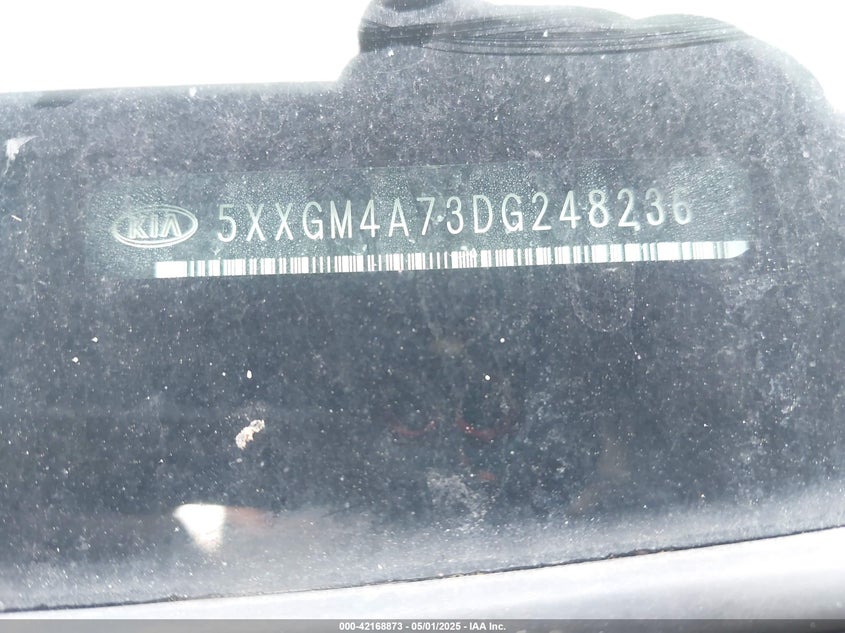 KIA 5XXGM4A73DG248236
000-42168873 - 05/01/2025 - IAA Inc.